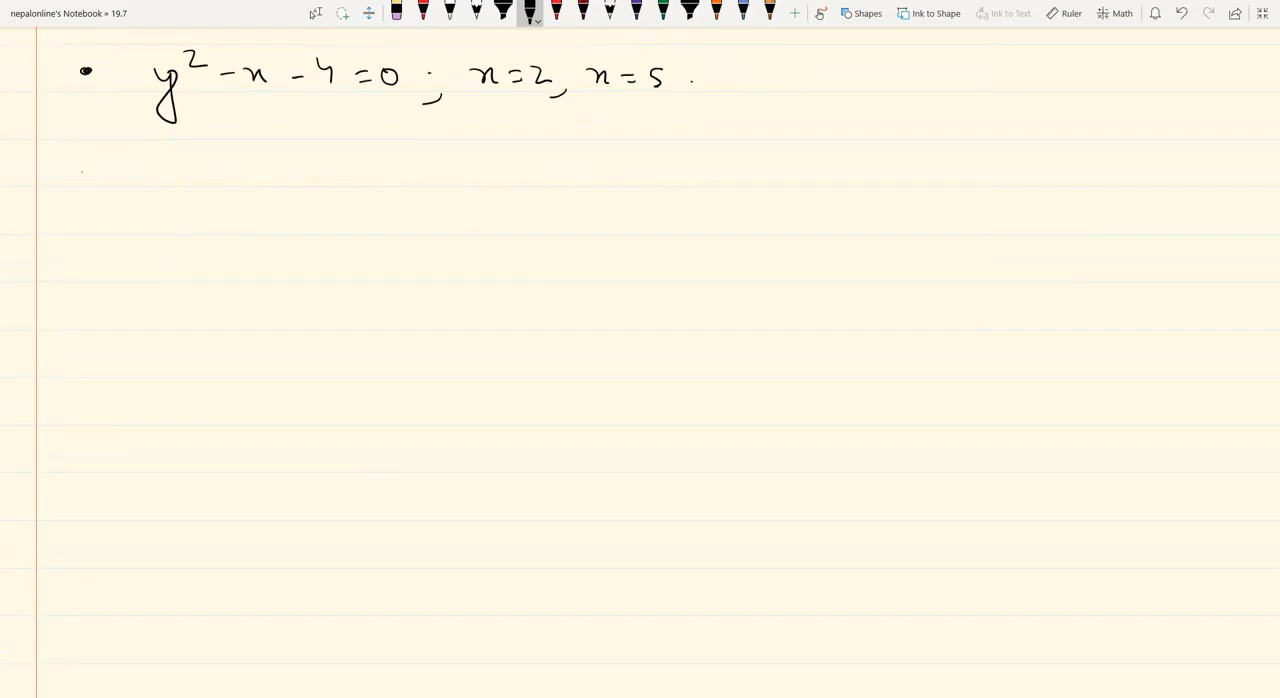 nepalonline's Notebook » 19.7
Shapes Ink to Shape Ink to Text Ruler Math
• y² - x - 4 = 0 ; x = 2, x = 5.